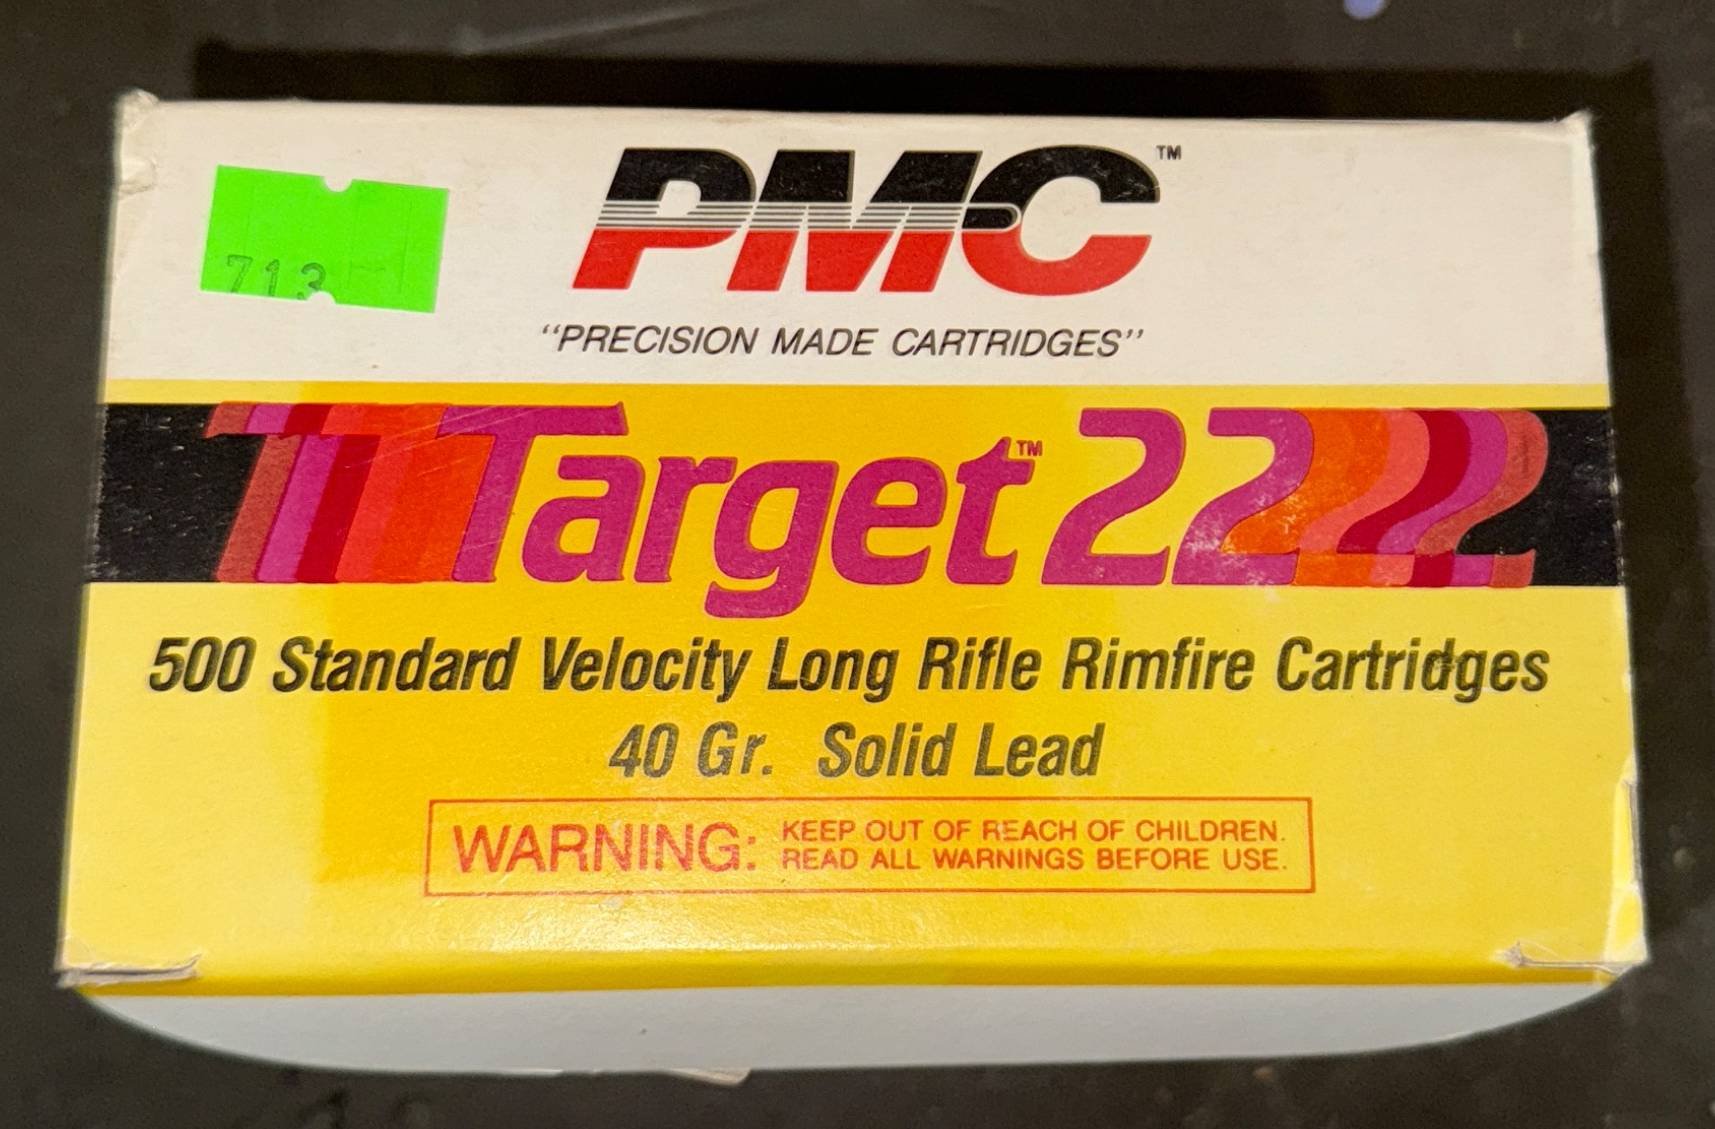 PMC™
713
"PRECISION MADE CARTRIDGES"
Target™ 22
500 Standard Velocity Long Rifle Rimfire Cartridges
40 Gr. Solid Lead
WARNING: KEEP OUT OF REACH OF CHILDREN.
READ ALL WARNINGS BEFORE USE.